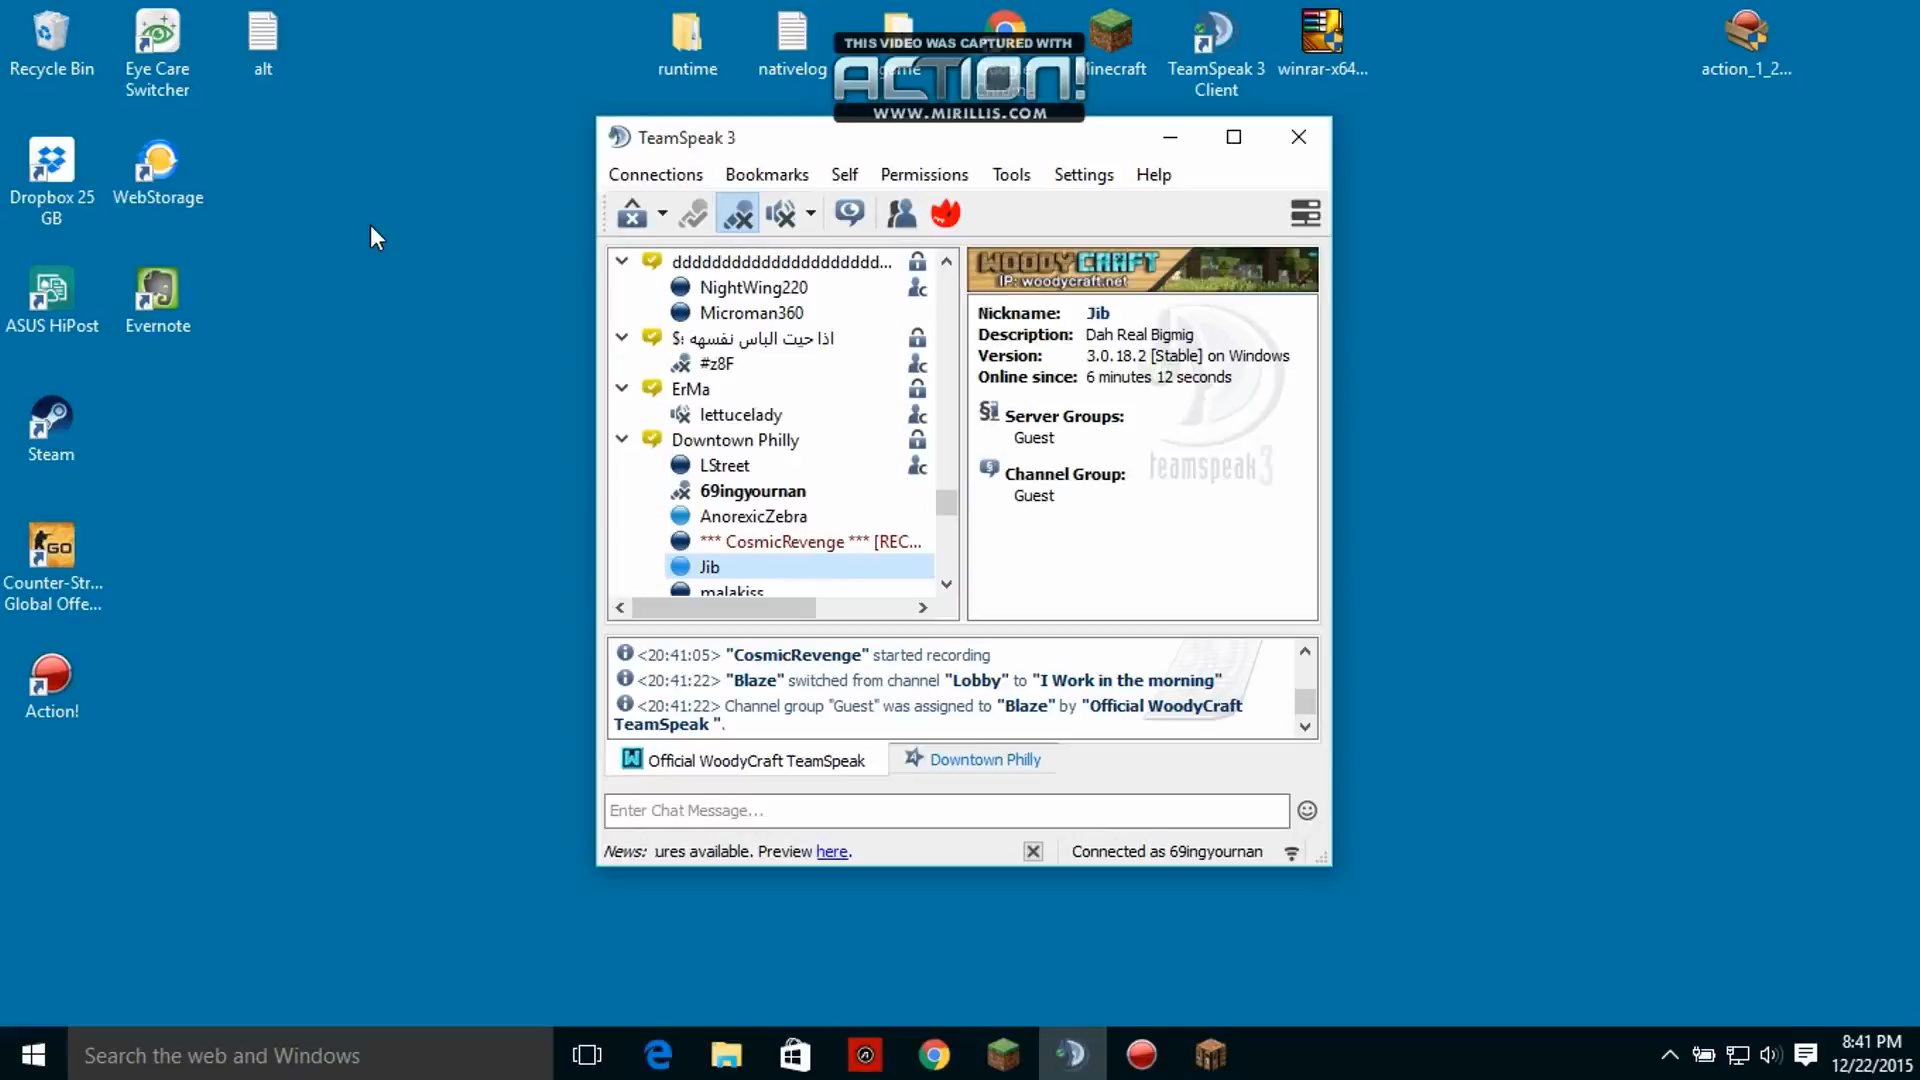 Recycle Bin
Eye Care
Switcher
alt
runtime
nativelog
game
Minecraft
TeamSpeak 3
Client
winrar-x64...
action_1_2...
THIS VIDEO WAS CAPTURED WITH
ACTION!
WWW.MIRILLIS.COM
Dropbox 25
GB
WebStorage
ASUS HiPost
Evernote
Steam
GO
Counter-Str...
Global Offe...
Action!
TeamSpeak 3
Connections Bookmarks Self Permissions Tools Settings Help
dddddddddddddddddddd...
NightWing220
Microman360
اذا حيت الباس نفسهه ؛$
#z8F
ErMa
lettucelady
Downtown Philly
LStreet
69ingyournan
AnorexicZebra
*** CosmicRevenge *** [REC...
Jib
malakiss
WOODYCRAFT
IP: woodycraft.net
Nickname: Jib
Description: Dah Real Bigmig
Version: 3.0.18.2 [Stable] on Windows
Online since: 6 minutes 12 seconds
Server Groups:
Guest
Channel Group:
Guest
teamspeak 3
<20:41:05> "CosmicRevenge" started recording
<20:41:22> "Blaze" switched from channel "Lobby" to "I Work in the morning"
<20:41:22> Channel group "Guest" was assigned to "Blaze" by "Official WoodyCraft
TeamSpeak ".
Official WoodyCraft TeamSpeak
Downtown Philly
Enter Chat Message...
News: ures available. Preview here.
Connected as 69ingyournan
Search the web and Windows
8:41 PM
12/22/2015